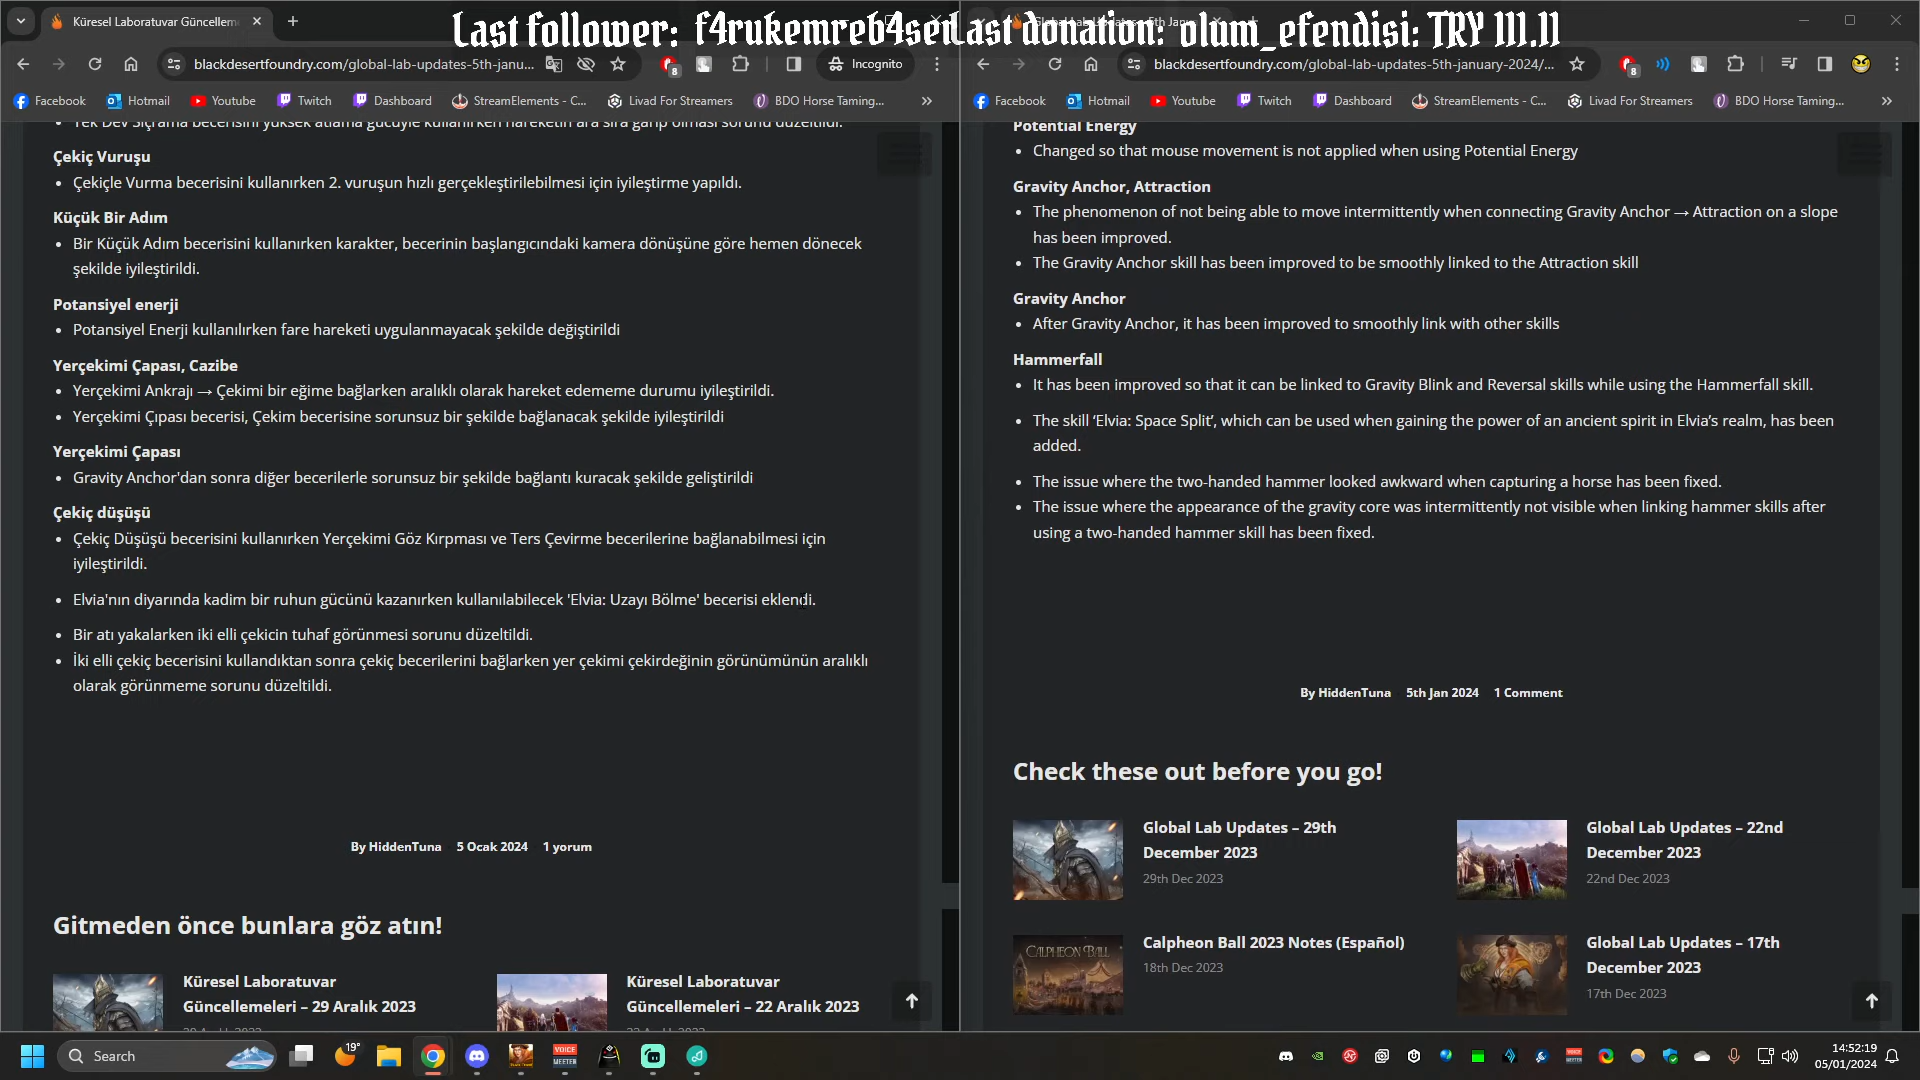 Küresel Laboratuvar Güncellem
Last follower: f4rukemreb4ser
Last donation: olum_efendisi: TRY 111.11
Global Lab Updates – 5th Janu
blackdesertfoundry.com/global-lab-updates-5th-janu...
8
Incognito
blackdesertfoundry.com/global-lab-updates-5th-january-2024/...
8
Facebook
Hotmail
Youtube
Twitch
Dashboard
StreamElements - C...
Livad For Streamers
BDO Horse Taming...
Facebook
Hotmail
Youtube
Twitch
Dashboard
StreamElements - C...
Livad For Streamers
BDO Horse Taming...
Tek Dev Sıçrama becerisini yüksek atlama gücüyle kullanırken hareketin ara sıra garip olması sorunu düzeltildi.
Çekiç Vuruşu
Çekiçle Vurma becerisini kullanırken 2. vuruşun hızlı gerçekleştirilebilmesi için iyileştirme yapıldı.
Küçük Bir Adım
Bir Küçük Adım becerisini kullanırken karakter, becerinin başlangıcındaki kamera dönüşüne göre hemen dönecek
şekilde iyileştirildi.
Potansiyel enerji
Potansiyel Enerji kullanılırken fare hareketi uygulanmayacak şekilde değiştirildi
Yerçekimi Çapası, Cazibe
Yerçekimi Ankrajı → Çekimi bir eğime bağlarken aralıklı olarak hareket edememe durumu iyileştirildi.
Yerçekimi Çıpası becerisi, Çekim becerisine sorunsuz bir şekilde bağlanacak şekilde iyileştirildi
Yerçekimi Çapası
Gravity Anchor'dan sonra diğer becerilerle sorunsuz bir şekilde bağlantı kuracak şekilde geliştirildi
Çekiç düşüşü
Çekiç Düşüşü becerisini kullanırken Yerçekimi Göz Kırpması ve Ters Çevirme becerilerine bağlanabilmesi için
iyileştirildi.
Elvia'nın diyarında kadim bir ruhun gücünü kazanırken kullanılabilecek 'Elvia: Uzayı Bölme' becerisi eklendi.
Bir atı yakalarken iki elli çekicin tuhaf görünmesi sorunu düzeltildi.
İki elli çekiç becerisini kullandıktan sonra çekiç becerilerini bağlarken yer çekimi çekirdeğinin görünümünün aralıklı
olarak görünmeme sorunu düzeltildi.
By HiddenTuna 5 Ocak 2024 1 yorum
Gitmeden önce bunlara göz atın!
Küresel Laboratuvar
Güncellemeleri – 29 Aralık 2023
Küresel Laboratuvar
Güncellemeleri – 22 Aralık 2023
Potential Energy
Changed so that mouse movement is not applied when using Potential Energy
Gravity Anchor, Attraction
The phenomenon of not being able to move intermittently when connecting Gravity Anchor → Attraction on a slope
has been improved.
The Gravity Anchor skill has been improved to be smoothly linked to the Attraction skill
Gravity Anchor
After Gravity Anchor, it has been improved to smoothly link with other skills
Hammerfall
It has been improved so that it can be linked to Gravity Blink and Reversal skills while using the Hammerfall skill.
The skill ‘Elvia: Space Split’, which can be used when gaining the power of an ancient spirit in Elvia’s realm, has been
added.
The issue where the two-handed hammer looked awkward when capturing a horse has been fixed.
The issue where the appearance of the gravity core was intermittently not visible when linking hammer skills after
using a two-handed hammer skill has been fixed.
By HiddenTuna 5th Jan 2024 1 Comment
Check these out before you go!
Global Lab Updates – 29th
December 2023
29th Dec 2023
Global Lab Updates – 22nd
December 2023
22nd Dec 2023
CALPHEON BALL
Calpheon Ball 2023 Notes (Español)
18th Dec 2023
Global Lab Updates – 17th
December 2023
17th Dec 2023
Search
19°
VOICE
MEETER
14:52:19
05/01/2024